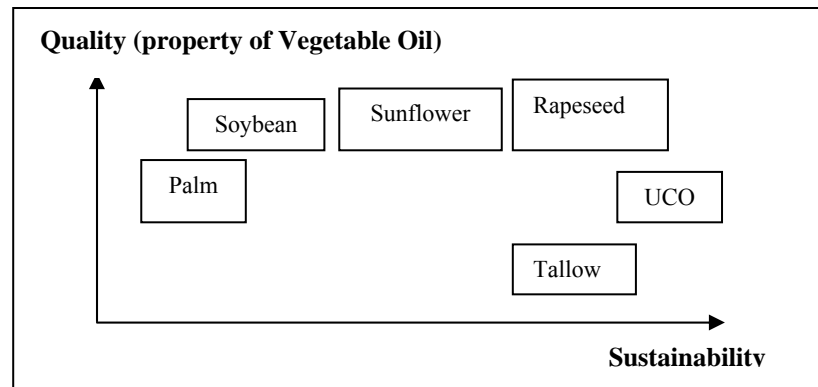 Quality (property of Vegetable Oil)
Rapeseed
Sunflower
Soybean
Palm
UCO
Tallow
Sustainability